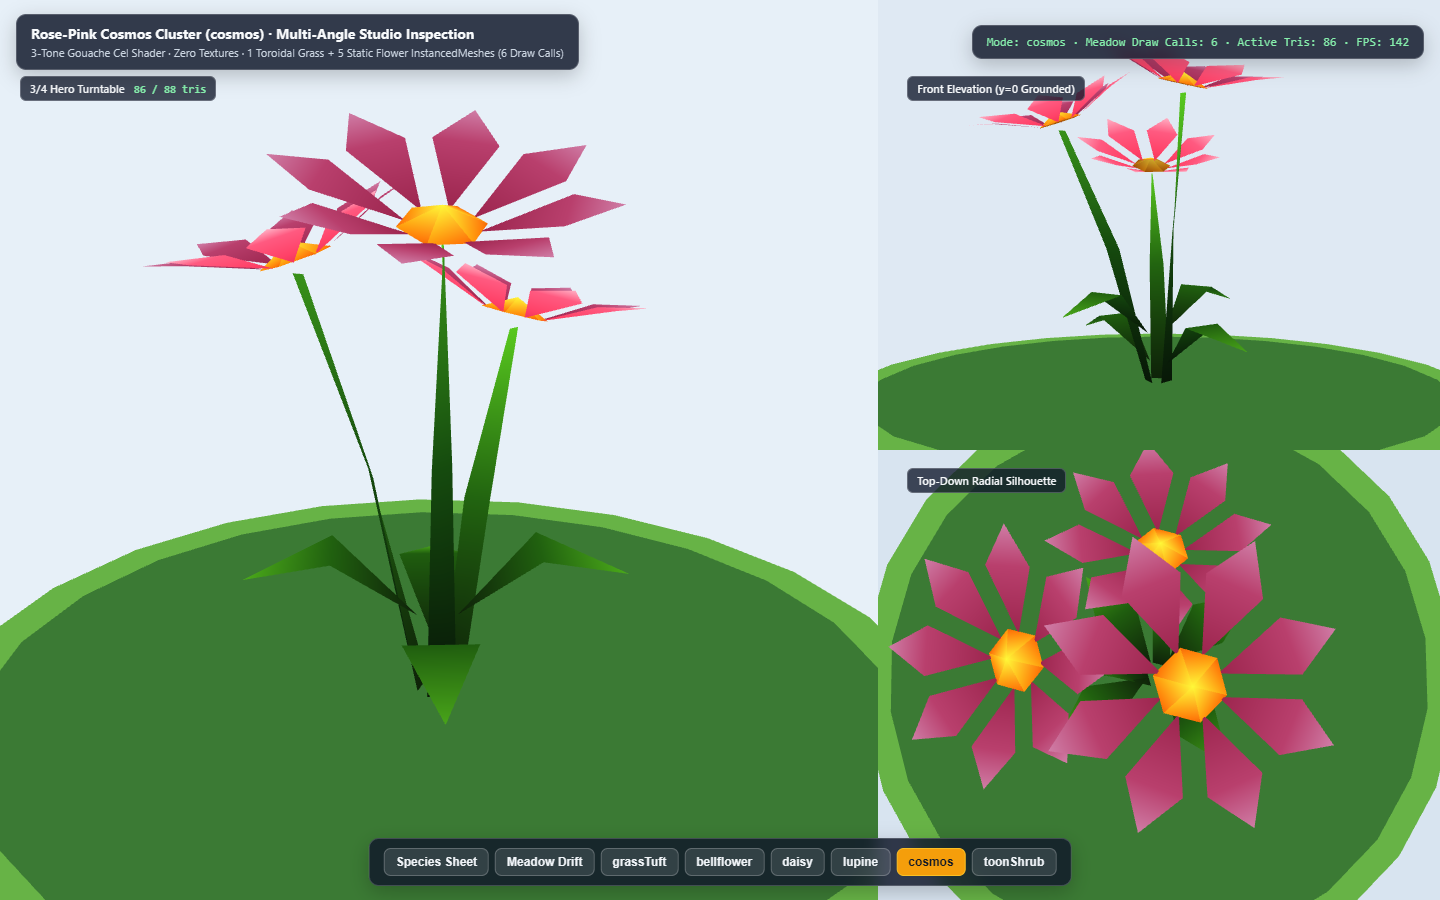 Rose-Pink Cosmos Cluster (cosmos) · Multi-Angle Studio Inspection
3-Tone Gouache Cel Shader · Zero Textures · 1 Toroidal Grass + 5 Static Flower InstancedMeshes (6 Draw Calls)
3/4 Hero Turntable 86 / 88 tris
Mode: cosmos · Meadow Draw Calls: 6 · Active Tris: 86 · FPS: 142
Front Elevation (y=0 Grounded)
Top-Down Radial Silhouette
Species Sheet Meadow Drift grassTuft bellflower daisy lupine cosmos toonShrub